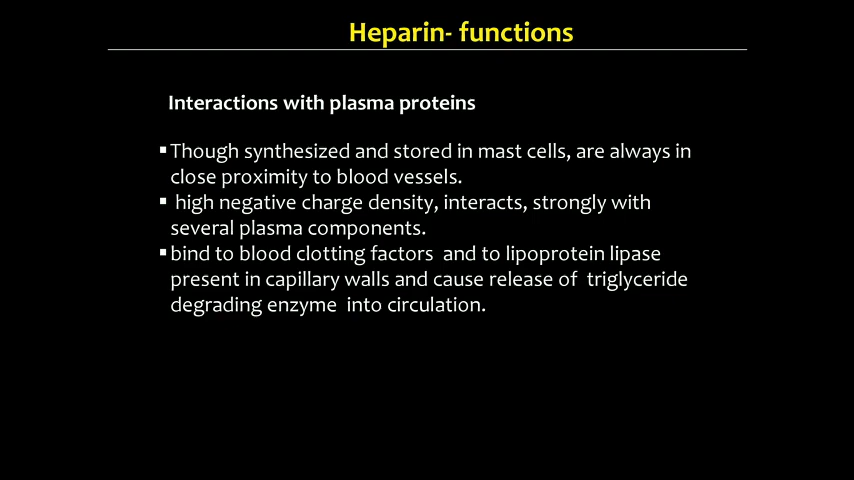 Heparin- functions
Interactions with plasma proteins
▪Though synthesized and stored in mast cells, are always in
close proximity to blood vessels.
▪ high negative charge density, interacts, strongly with
several plasma components.
▪bind to blood clotting factors and to lipoprotein lipase
present in capillary walls and cause release of triglyceride
degrading enzyme into circulation.